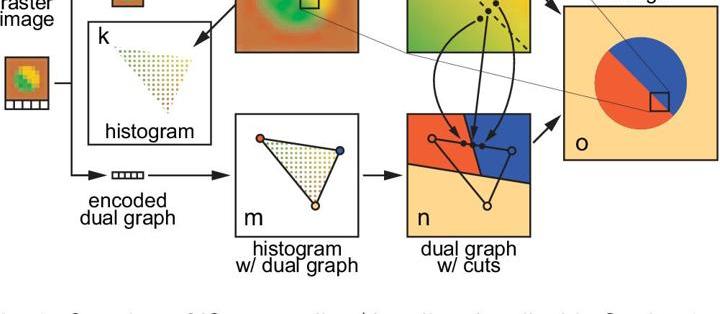 raster
image
k
histogram
encoded
dual graph
m
histogram
w/ dual graph
n
dual graph
w/ cuts
o